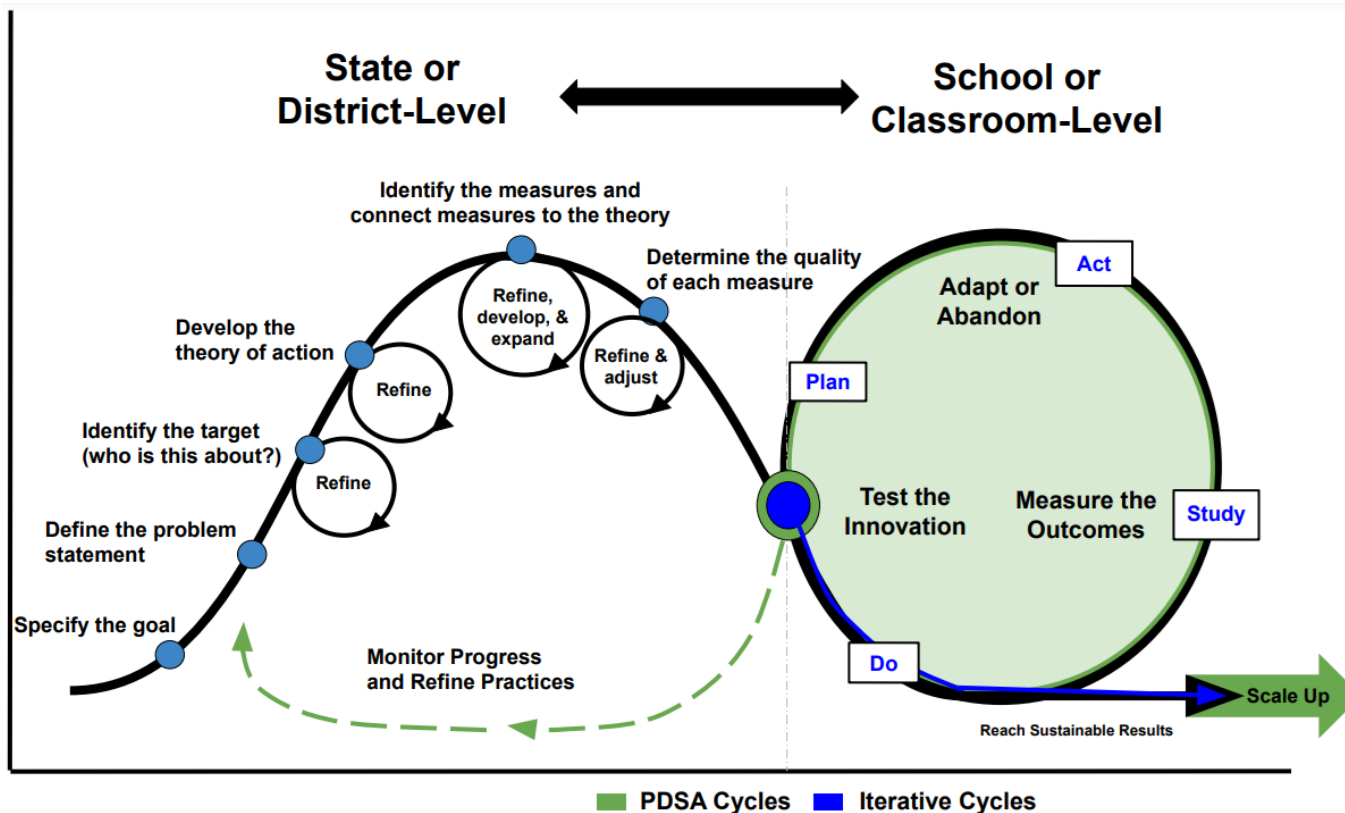 State or
District-Level
School or
Classroom-Level
Identify the measures and
connect measures to the theory
Determine the quality
of each measure
Refine,
develop, &
expand
Refine &
adjust
Develop the
theory of action
Refine
Identify the target
(who is this about?)
Refine
Define the problem
statement
Specify the goal
Monitor Progress
and Refine Practices
Act
Adapt or
Abandon
Plan
Test the
Innovation
Measure the
Outcomes
Study
Do
Scale Up
Reach Sustainable Results
PDSA Cycles
Iterative Cycles